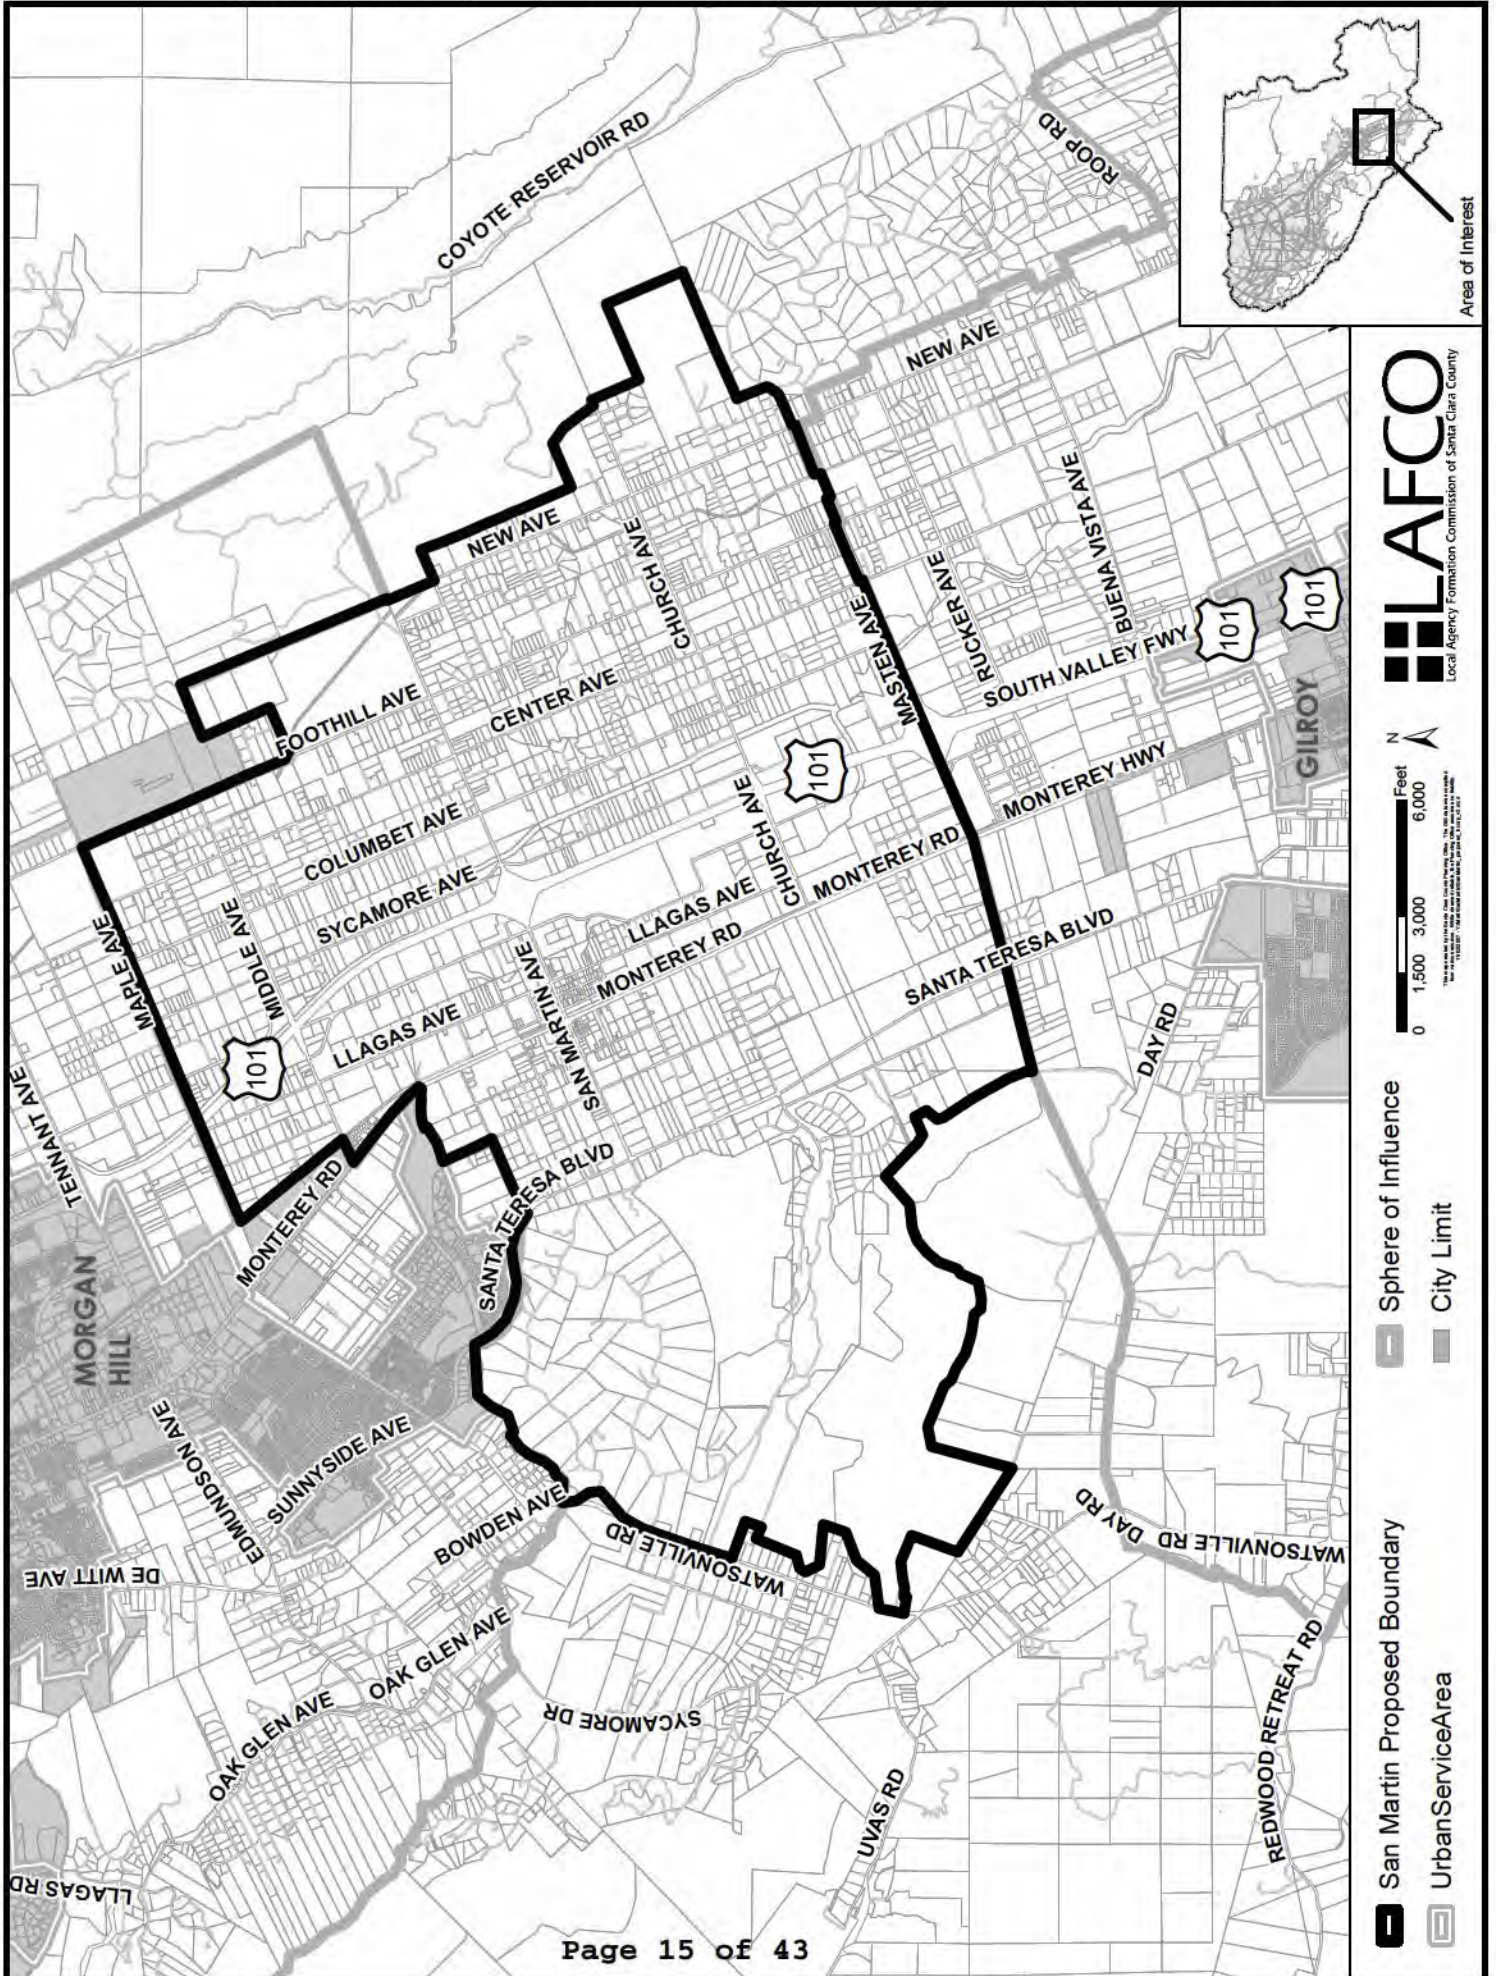 COYOTE RESERVOIR RD
ROOP RD
NEW AVE
NEW AVE
CHURCH AVE
FOOTHILL AVE
CENTER AVE
MASTEN AVE
RUCKER AVE
BUENA VISTA AVE
SOUTH VALLEY FWY
101
101
GILROY
101
COLUMBET AVE
SYCAMORE AVE
MAPLE AVE
MIDDLE AVE
TENNANT AVE
101
LLAGAS AVE
LLAGAS AVE
CHURCH AVE
MONTEREY RD
MONTEREY RD
MONTEREY HWY
SAN MARTIN AVE
SANTA TERESA BLVD
DAY RD
MORGAN
HILL
MONTEREY RD
SANTA TERESA BLVD
SANTA TERESA BLVD
EDMUNDSON AVE
SUNNYSIDE AVE
BOWDEN AVE
DE WITT AVE
WATSONVILLE RD
DAY RD
WATSONVILLE RD
OAK GLEN AVE
OAK GLEN AVE
SYCAMORE DR
UVAS RD
REDWOOD RETREAT RD
LLAGAS RD
Area of Interest
LAFCO
Local Agency Formation Commission of Santa Clara County
N
Feet
0 1,500 3,000 6,000
San Martin Proposed Boundary
Sphere of Influence
UrbanServiceArea
City Limit
Page 15 of 43